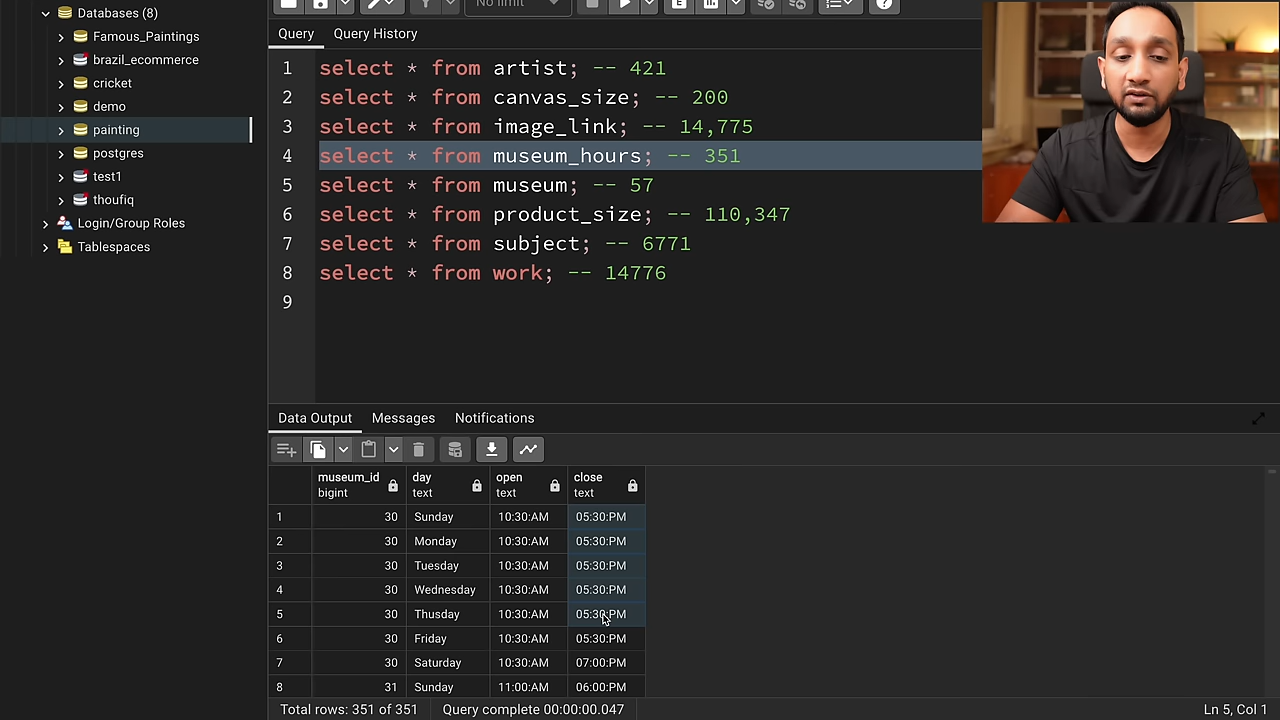 Databases (8)
Famous_Paintings
brazil_ecommerce
cricket
demo
painting
postgres
test1
thoufiq
Login/Group Roles
Tablespaces
No limit
Query Query History
1 select * from artist; -- 421
2 select * from canvas_size; -- 200
3 select * from image_link; -- 14,775
4 select * from museum_hours; -- 351
5 select * from museum; -- 57
6 select * from product_size; -- 110,347
7 select * from subject; -- 6771
8 select * from work; -- 14776
9
Data Output Messages Notifications
museum_id day open close
bigint text text text
1 30 Sunday 10:30:AM 05:30:PM
2 30 Monday 10:30:AM 05:30:PM
3 30 Tuesday 10:30:AM 05:30:PM
4 30 Wednesday 10:30:AM 05:30:PM
5 30 Thusday 10:30:AM 05:30:PM
6 30 Friday 10:30:AM 05:30:PM
7 30 Saturday 10:30:AM 07:00:PM
8 31 Sunday 11:00:AM 06:00:PM
Total rows: 351 of 351 Query complete 00:00:00.047 Ln 5, Col 1